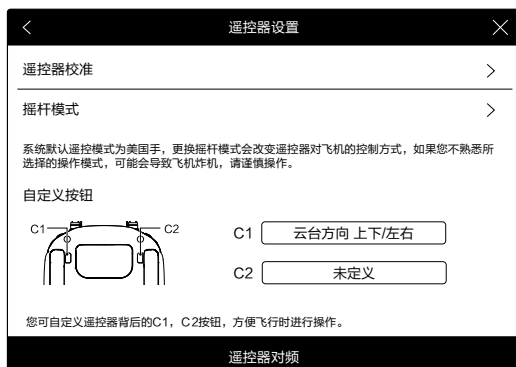 遥控器设置
遥控器校准
摇杆模式
系统默认遥控模式为美国手，更换摇杆模式会改变遥控器对飞机的控制方式，如果您不熟悉所
选择的操作模式，可能会导致飞机炸机，请谨慎操作。
自定义按钮
C1 C2 C1 云台方向 上下/左右
C2 未定义
您可自定义遥控器背后的C1，C2按钮，方便飞行时进行操作。
遥控器对频